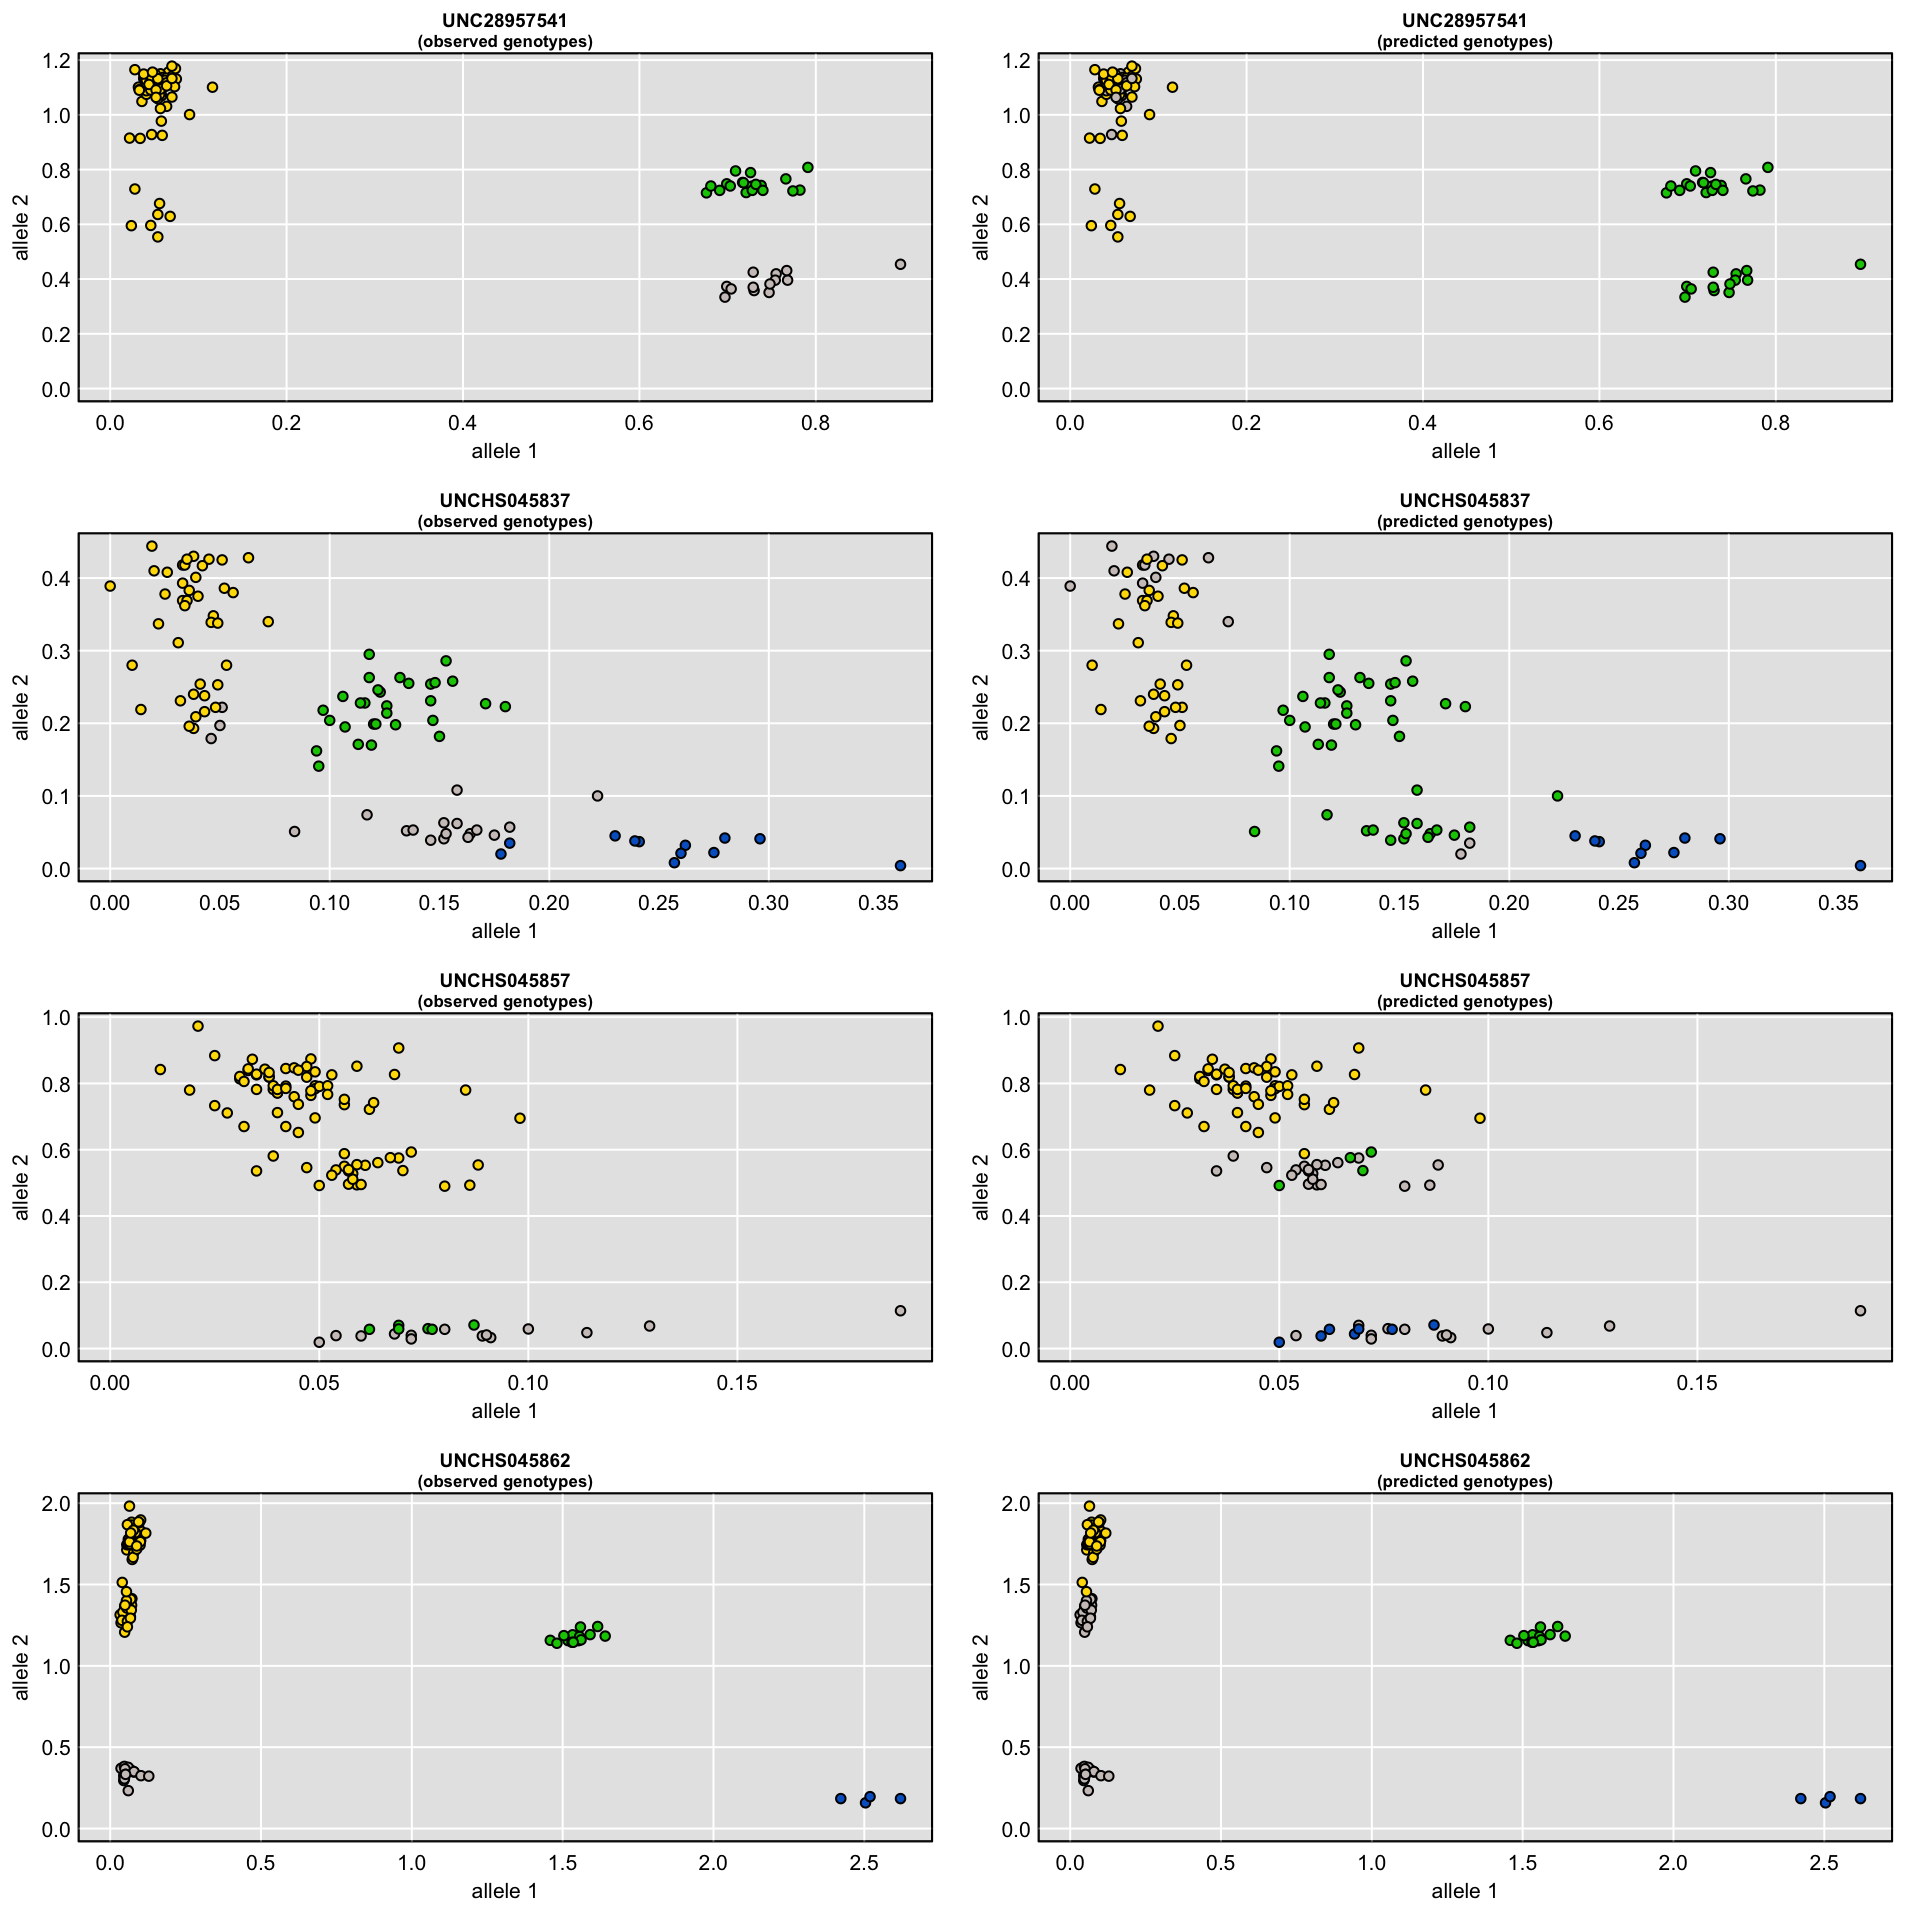 UNC28957541
(observed genotypes)
allele 2
1.2
1.0
0.8
0.6
0.4
0.2
0.0
0.0 0.2 0.4 0.6 0.8
allele 1
UNC28957541
(predicted genotypes)
allele 2
1.2
1.0
0.8
0.6
0.4
0.2
0.0
0.0 0.2 0.4 0.6 0.8
allele 1
UNCHS045837
(observed genotypes)
allele 2
0.4
0.3
0.2
0.1
0.0
0.00 0.05 0.10 0.15 0.20 0.25 0.30 0.35
allele 1
UNCHS045837
(predicted genotypes)
allele 2
0.4
0.3
0.2
0.1
0.0
0.00 0.05 0.10 0.15 0.20 0.25 0.30 0.35
allele 1
UNCHS045857
(observed genotypes)
allele 2
1.0
0.8
0.6
0.4
0.2
0.0
0.00 0.05 0.10 0.15
allele 1
UNCHS045857
(predicted genotypes)
allele 2
1.0
0.8
0.6
0.4
0.2
0.0
0.00 0.05 0.10 0.15
allele 1
UNCHS045862
(observed genotypes)
allele 2
2.0
1.5
1.0
0.5
0.0
0.0 0.5 1.0 1.5 2.0 2.5
allele 1
UNCHS045862
(predicted genotypes)
allele 2
2.0
1.5
1.0
0.5
0.0
0.0 0.5 1.0 1.5 2.0 2.5
allele 1